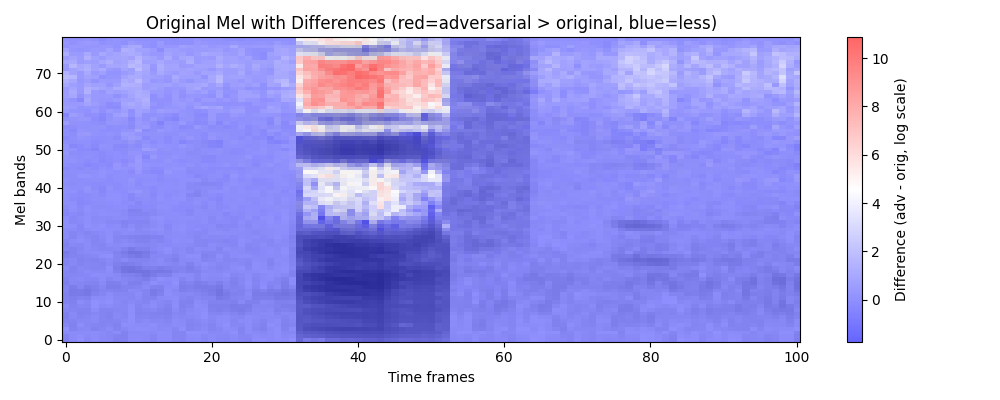 Original Mel with Differences (red=adversarial > original, blue=less)
Mel bands
70
60
50
40
30
20
10
0
0 20 40 60 80 100
Time frames
10
8
6
4
2
0
Difference (adv - orig, log scale)